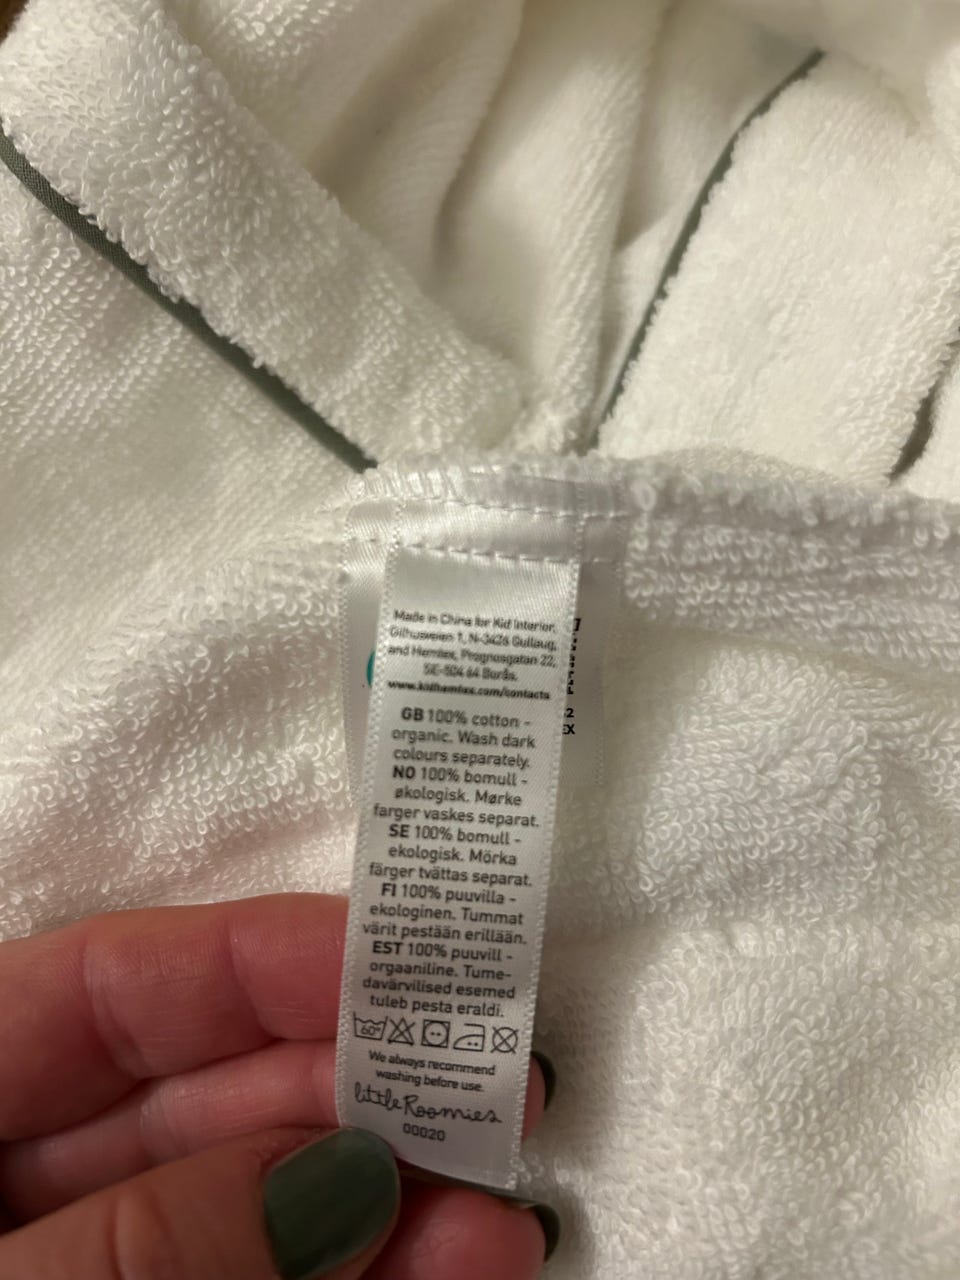 Made in China for Kid Interior,
Gilhusveien 1, N-3426 Gullaug,
and Hemtex, Prognosgatan 22,
SE-504 64 Borås.
www.kidhemtex.com/contacts
GB 100% cotton -
organic. Wash dark
colours separately.
NO 100% bomull -
økologisk. Mørke
farger vaskes separat.
SE 100% bomull -
ekologisk. Mörka
färger tvättas separat.
FI 100% puuvilla -
ekologinen. Tummat
värit pestään erillään.
EST 100% puuvill -
orgaaniline. Tume-
davärvilised esemed
tuleb pesta eraldi.
60°
We always recommend
washing before use.
little Roomies
00020